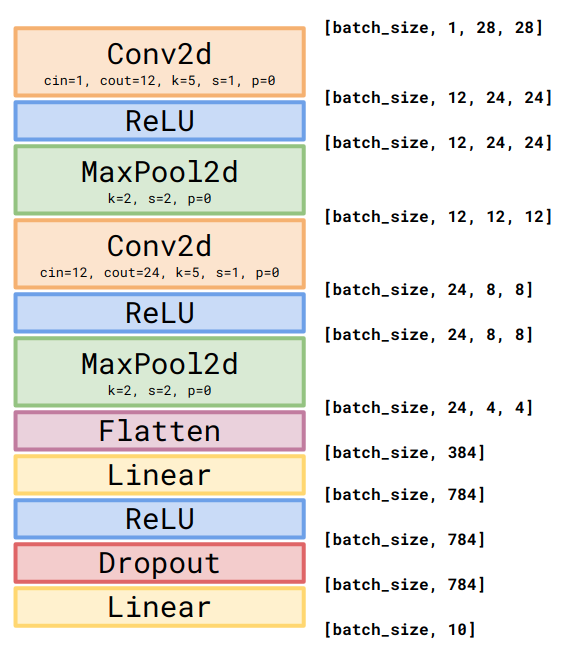 [batch_size, 1, 28, 28]
Conv2d
cin=1, cout=12, k=5, s=1, p=0
[batch_size, 12, 24, 24]
ReLU
[batch_size, 12, 24, 24]
MaxPool2d
k=2, s=2, p=0
[batch_size, 12, 12, 12]
Conv2d
cin=12, cout=24, k=5, s=1, p=0
[batch_size, 24, 8, 8]
ReLU
[batch_size, 24, 8, 8]
MaxPool2d
k=2, s=2, p=0
[batch_size, 24, 4, 4]
Flatten
[batch_size, 384]
Linear
[batch_size, 784]
ReLU
[batch_size, 784]
Dropout
[batch_size, 784]
Linear
[batch_size, 10]